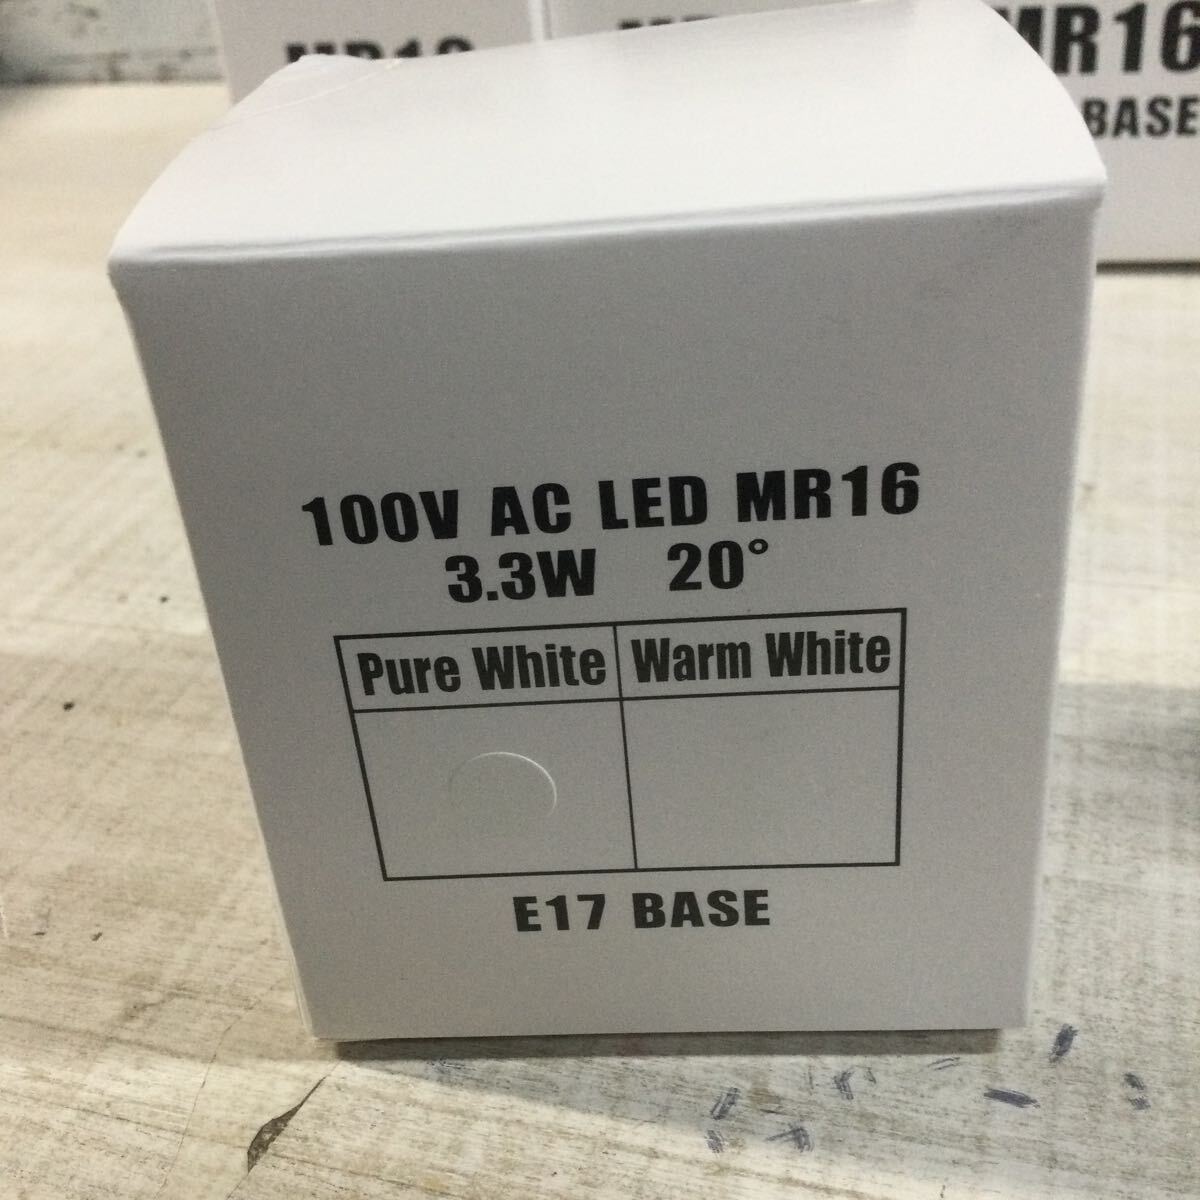 MR16
BASE
100V AC LED MR16
3.3W 20°
Pure White Warm White
E17 BASE